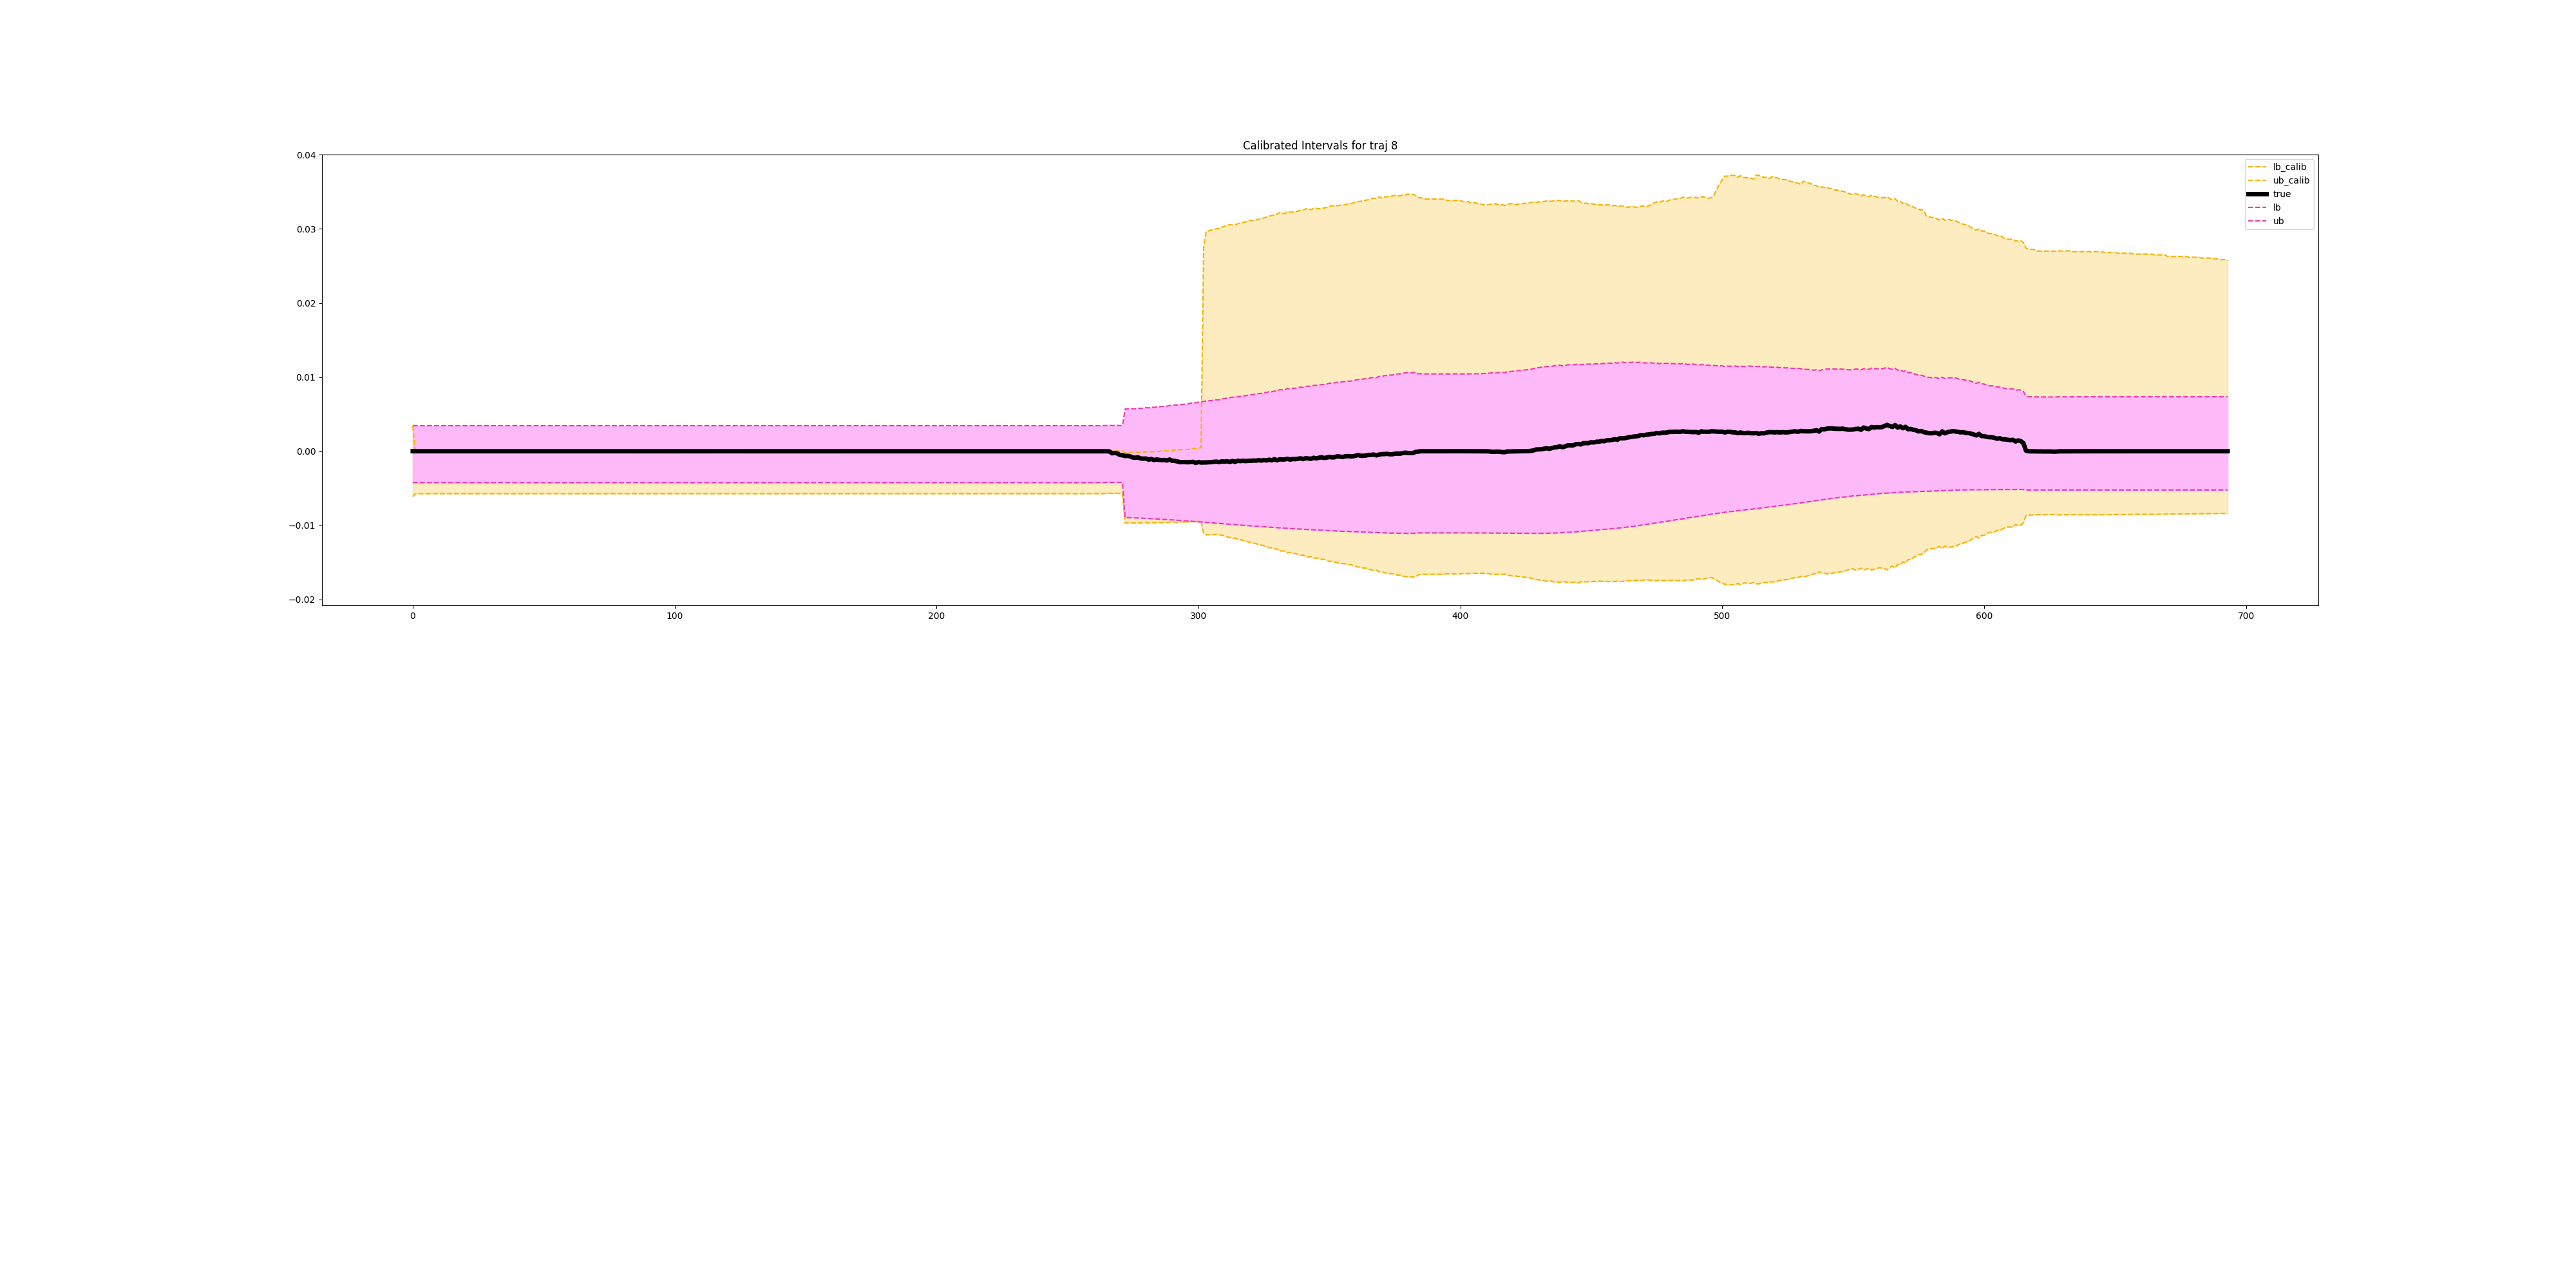 Calibrated Intervals for traj 8
0.04
0.03
0.02
0.01
0.00
−0.01
−0.02
0 100 200 300 400 500 600 700
lb_calib
ub_calib
true
lb
ub